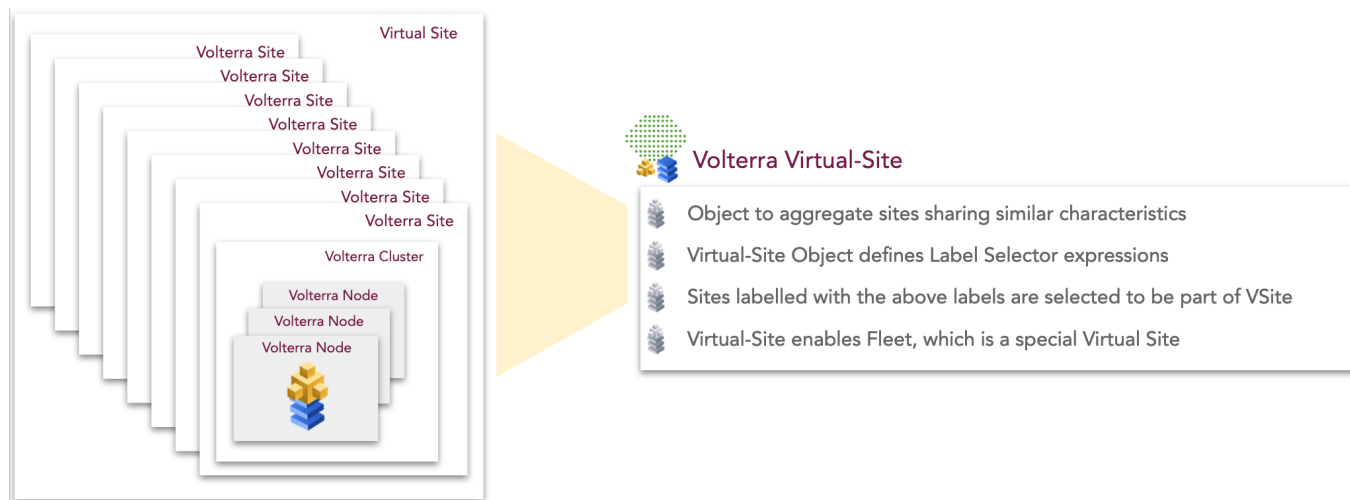 Virtual Site
Volterra Site
Volterra Site
Volterra Site
Volterra Site
Volterra Site
Volterra Site
Volterra Site
Volterra Site
Volterra Cluster
Volterra Node
Volterra Node
Volterra Node
Volterra Virtual-Site
Object to aggregate sites sharing similar characteristics
Virtual-Site Object defines Label Selector expressions
Sites labelled with the above labels are selected to be part of VSite
Virtual-Site enables Fleet, which is a special Virtual Site